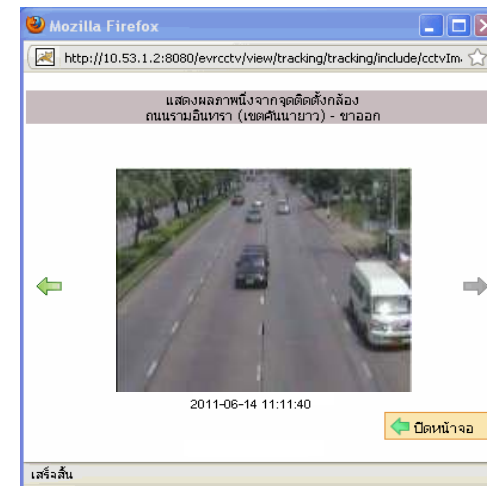 Mozilla Firefox
http://10.53.1.2:8080/evrcctv/view/tracking/tracking/include/cctvIm
แสดงผลภาพนิ่งจากจุดติดตั้งกล้อง
ถนนรามอินทรา (เขตคันนายาว) - ขาออก
2011-06-14 11:11:40
ปิดหน้าจอ
เสร็จสิ้น